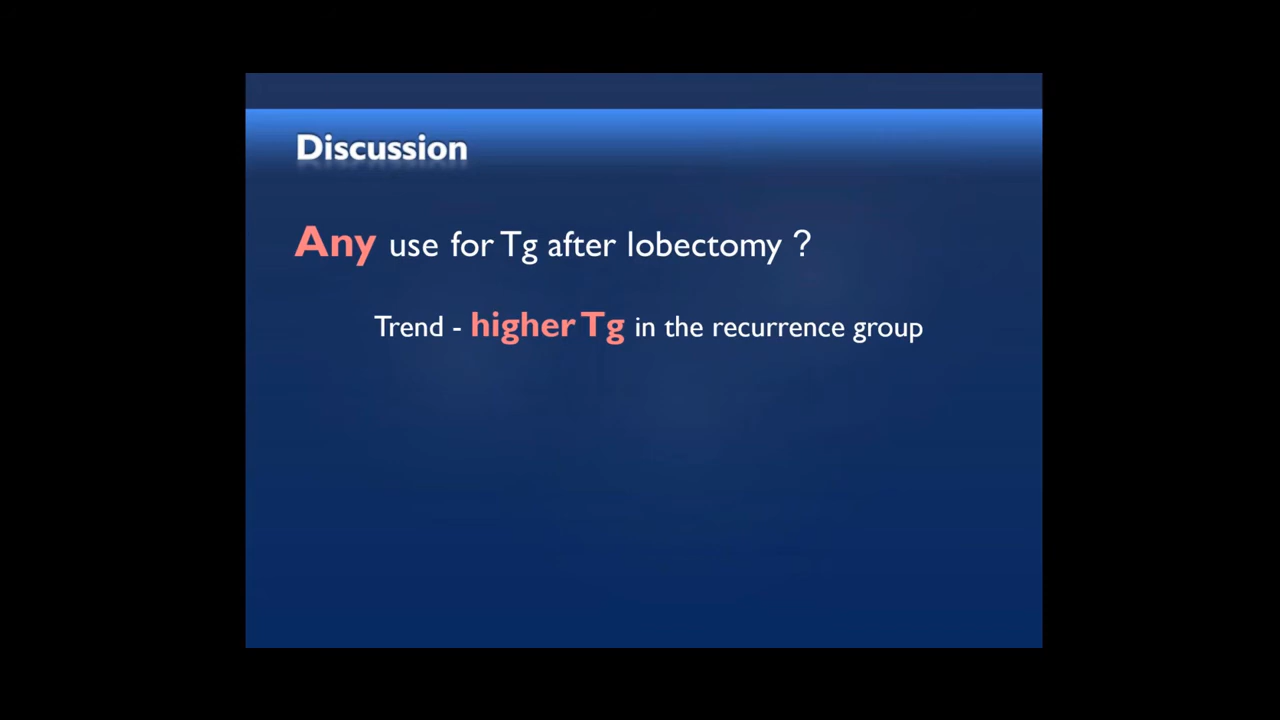 Discussion
Any use for Tg after lobectomy ?
Trend - higher Tg in the recurrence group